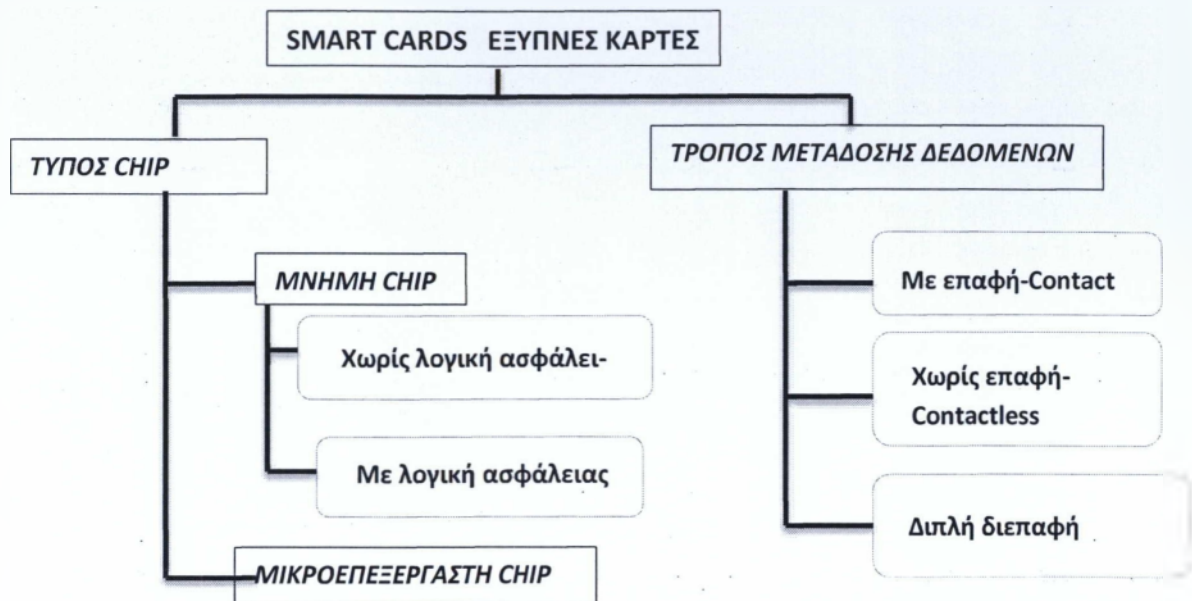 SMART CARDS ΕΞΥΠΝΕΣ ΚΑΡΤΕΣ
ΤΥΠΟΣ CHIP
ΜΝΗΜΗ CHIP
Χωρίς λογική ασφάλει-
Με λογική ασφάλειας
ΜΙΚΡΟΕΠΕΞΕΡΓΑΣΤΗ CHIP
ΤΡΟΠΟΣ ΜΕΤΑΔΟΣΗΣ ΔΕΔΟΜΕΝΩΝ
Με επαφή-Contact
Χωρίς επαφή-
Contactless
Διπλή διεπαφή